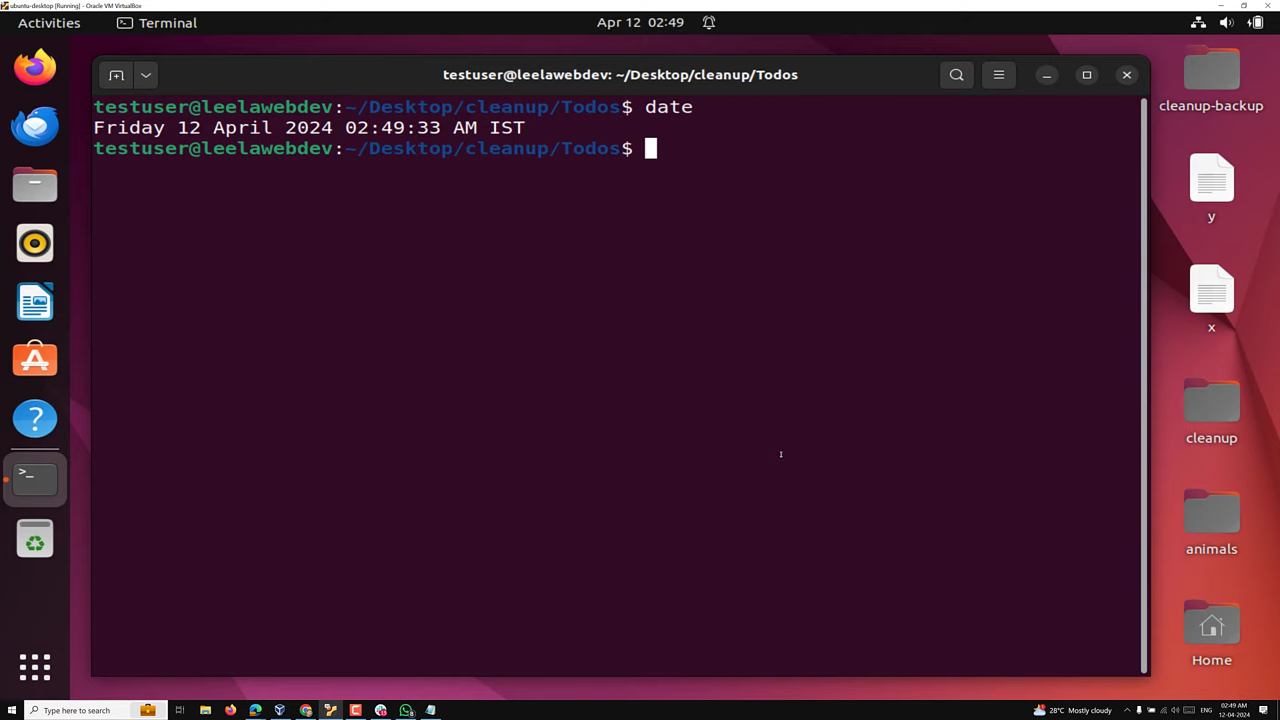 ubuntu-desktop [Running] - Oracle VM VirtualBox
Activities
Terminal
Apr 12 02:49
testuser@leelawebdev: ~/Desktop/cleanup/Todos
testuser@leelawebdev:~/Desktop/cleanup/Todos$ date
Friday 12 April 2024 02:49:33 AM IST
testuser@leelawebdev:~/Desktop/cleanup/Todos$
cleanup-backup
y
x
cleanup
animals
Home
Type here to search
28°C Mostly cloudy
ENG
02:49 AM
12-04-2024